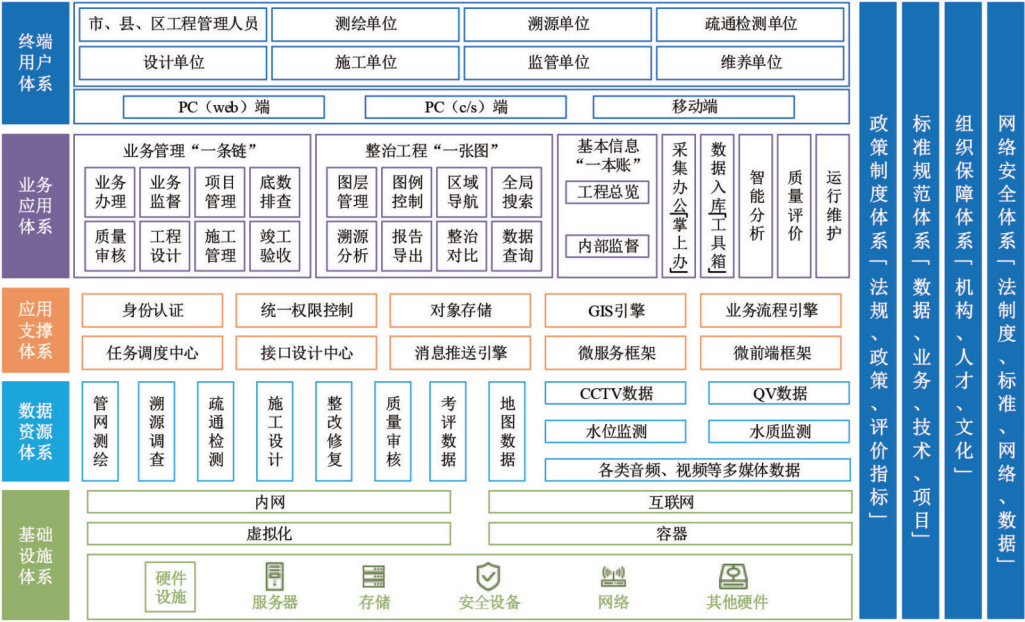 终端
用户
体系
市、县、区工程管理人员
测绘单位
溯源单位
疏通检测单位
设计单位
施工单位
监管单位
维养单位
PC（web）端
PC（c/s）端
移动端
业务
应用
体系
业务管理“一条链”
业务
办理
业务
监督
项目
管理
底数
排查
质量
审核
工程
设计
施工
管理
竣工
验收
整治工程“一张图”
图层
管理
图例
控制
区域
导航
全局
搜索
溯源
分析
报告
导出
整治
对比
数据
查询
基本信息
“一本账”
工程总览
内部监督
采集办公[掌上办]
数据入库[工具箱]
智能分析
质量评价
运行维护
应用
支撑
体系
身份认证
统一权限控制
对象存储
GIS引擎
业务流程引擎
任务调度中心
接口设计中心
消息推送引擎
微服务框架
微前端框架
数据
资源
体系
管网测绘
溯源调查
疏通检测
施工设计
整改修复
质量审核
考评数据
地图数据
CCTV数据
QV数据
水位监测
水质监测
各类音频、视频等多媒体数据
基础
设施
体系
内网
互联网
虚拟化
容器
硬件
设施
服务器
存储
安全设备
网络
其他硬件
政策制度体系「法规、政策、评价指标」
标准规范体系「数据、业务、技术、项目」
组织保障体系「机构、人才、文化」
网络安全体系「法制度、标准、网络、数据」